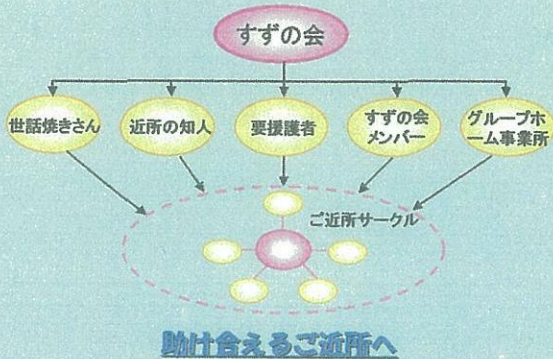 すずの会
世話焼きさん
近所の知人
要援護者
すずの会
メンバー
グループホ
ーム事業所
ご近所サークル
助け合えるご近所へ